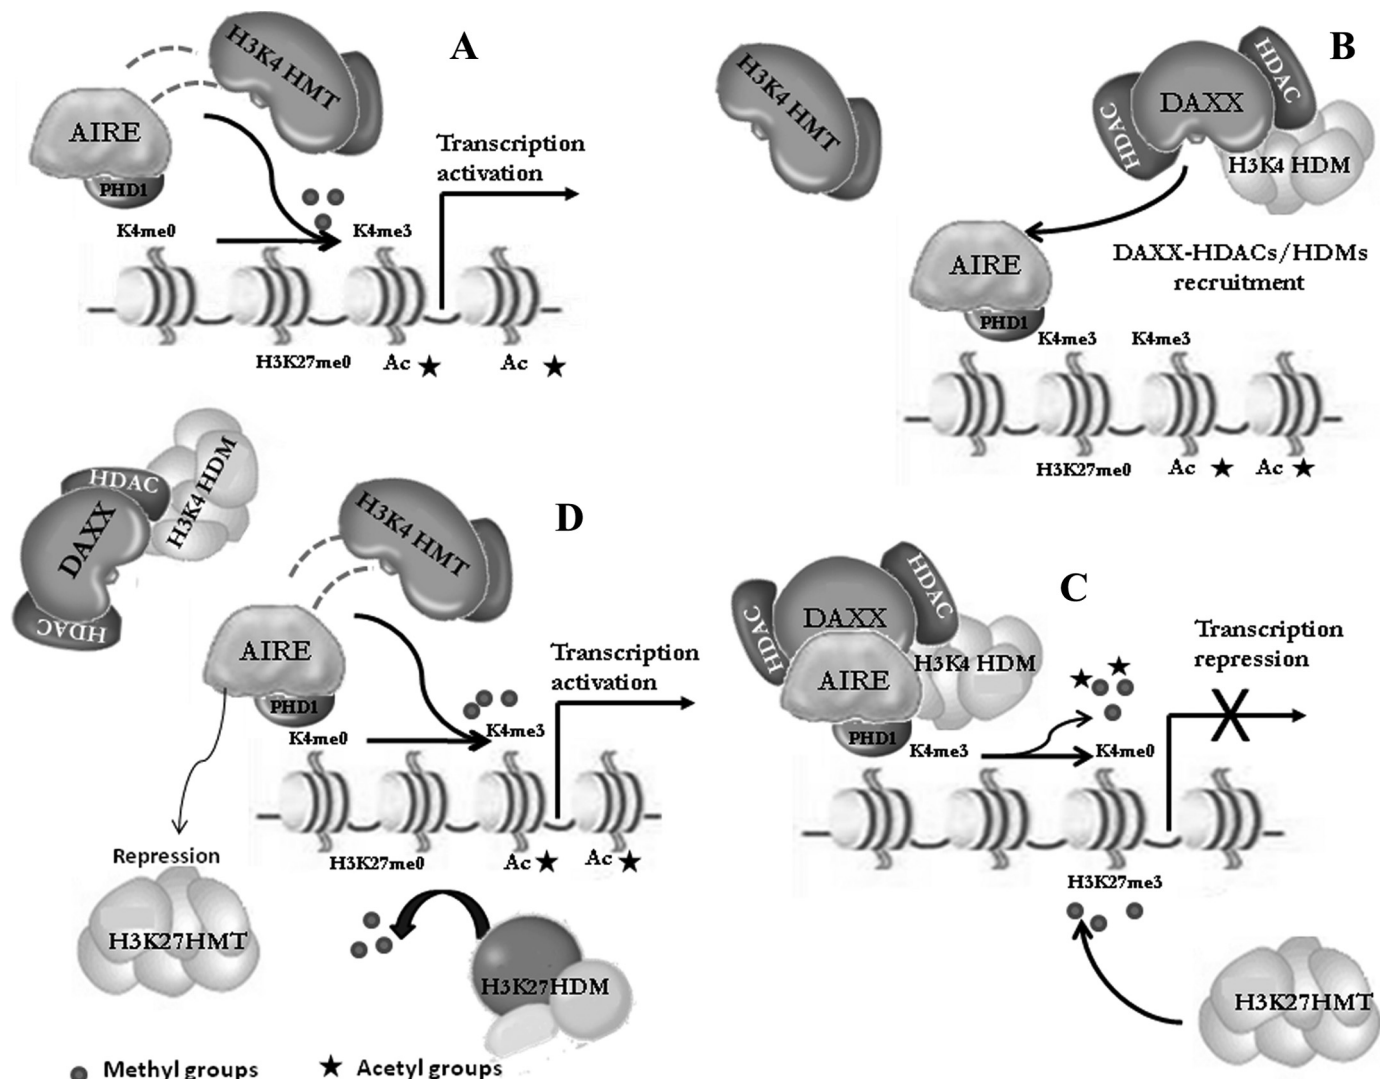 A
H3K4 HMT
AIRE
PHD1
Transcription
activation
K4me0
K4me3
H3K27me0
Ac
Ac
B
H3K4 HMT
HDAC
DAXX
HDAC
H3K4 HDM
AIRE
PHD1
DAXX-HDACs/HDMs
recruitment
K4me3
K4me3
H3K27me0
Ac
Ac
C
HDAC
DAXX
HDAC
H3K4 HDM
AIRE
PHD1
Transcription
repression
X
K4me3
K4me0
H3K27me3
H3K27HMT
D
HDAC
DAXX
HDAC
H3K4 HDM
H3K4 HMT
AIRE
PHD1
Transcription
activation
K4me0
K4me3
H3K27me0
Ac
Ac
Repression
H3K27HMT
H3K27HDM
Methyl groups
Acetyl groups